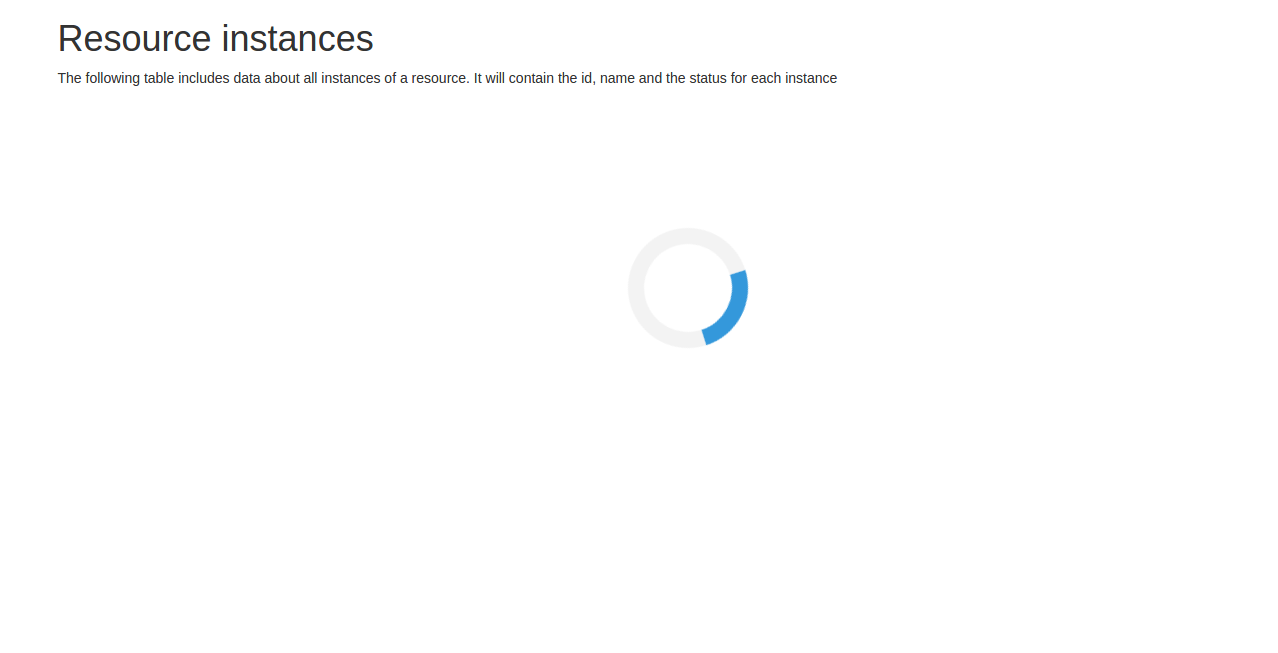 Resource instances
The following table includes data about all instances of a resource. It will contain the id, name and the status for each instance